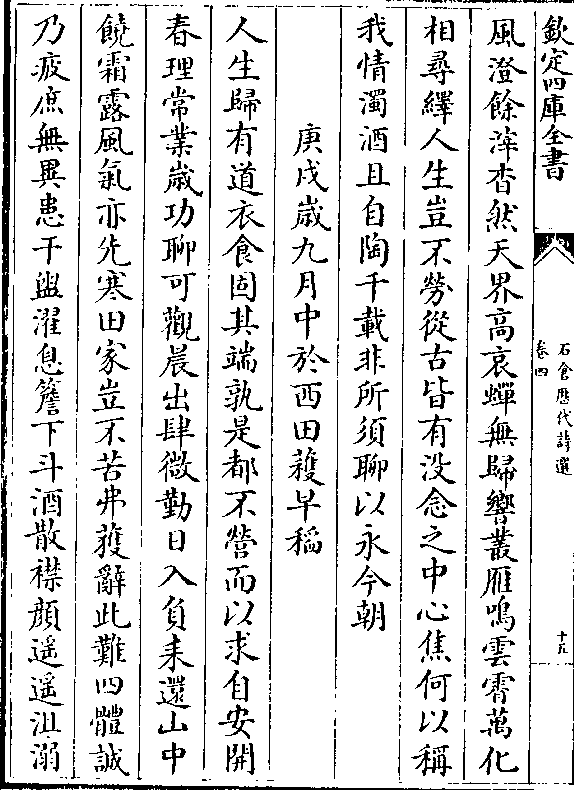 欽定四庫全書
石倉歷代詩選
卷四
十五
風澄餘滓杳然天界高哀蟬無歸響叢雁鳴雲霄萬化
相尋繹人生豈不勞從古皆有没念之中心焦何以稱
我情濁酒且自陶千載非所須聊以永今朝
庚戌嵗九月中於西田穫早稻
人生歸有道衣食固其端孰是都不營而以求自安開
春理常業嵗功聊可觀晨出肆微勤日入負耒還山中
饒霜露風氣亦先寒田家豈不苦弗獲辭此難四體誠
乃疲庶無異患干盥濯息簷下斗酒散襟顔遥遥沮溺